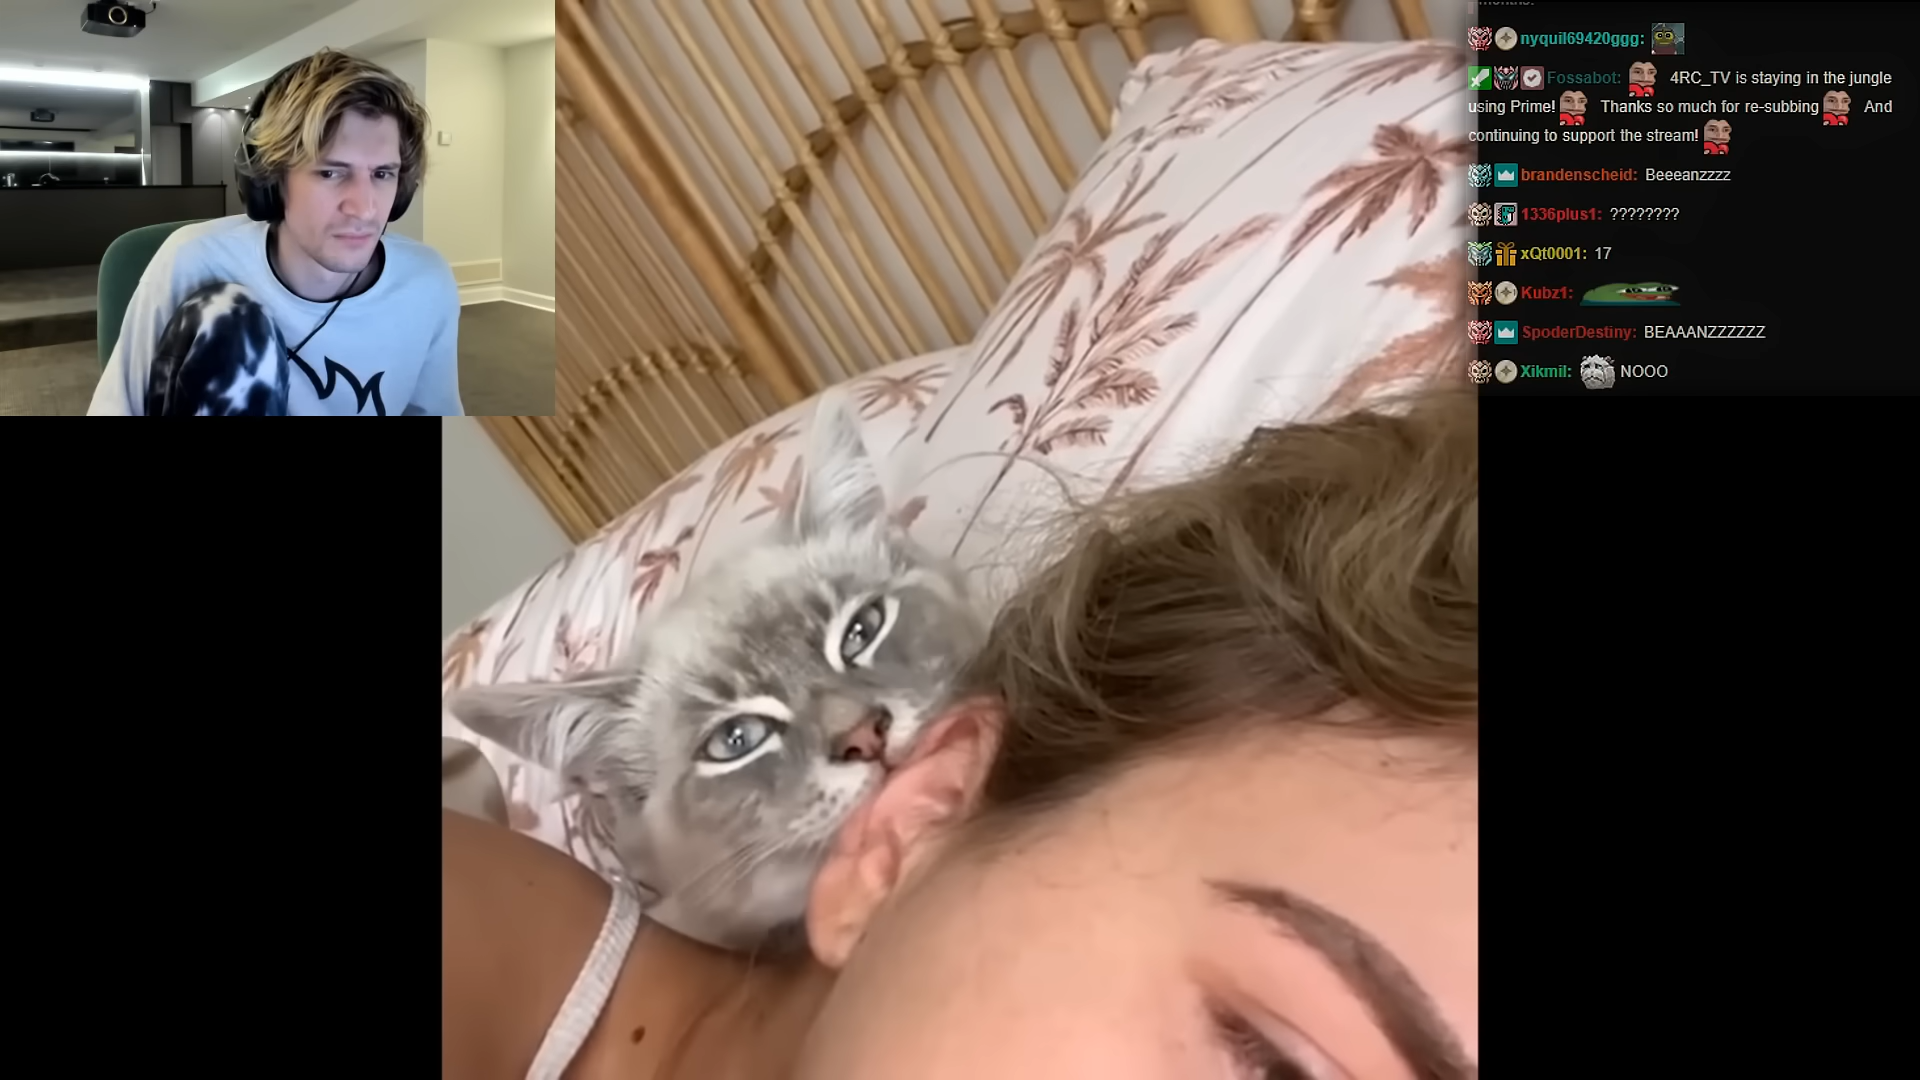 nyquil69420ggg:
Fossabot: 4RC_TV is staying in the jungle
using Prime! Thanks so much for re-subbing And
continuing to support the stream!
brandenscheid: Beeeanzzzz
1336plus1: ????????
xQt0001: 17
Kubz1:
SpoderDestiny: BEAAANZZZZZZ
Xikmil: NOOO